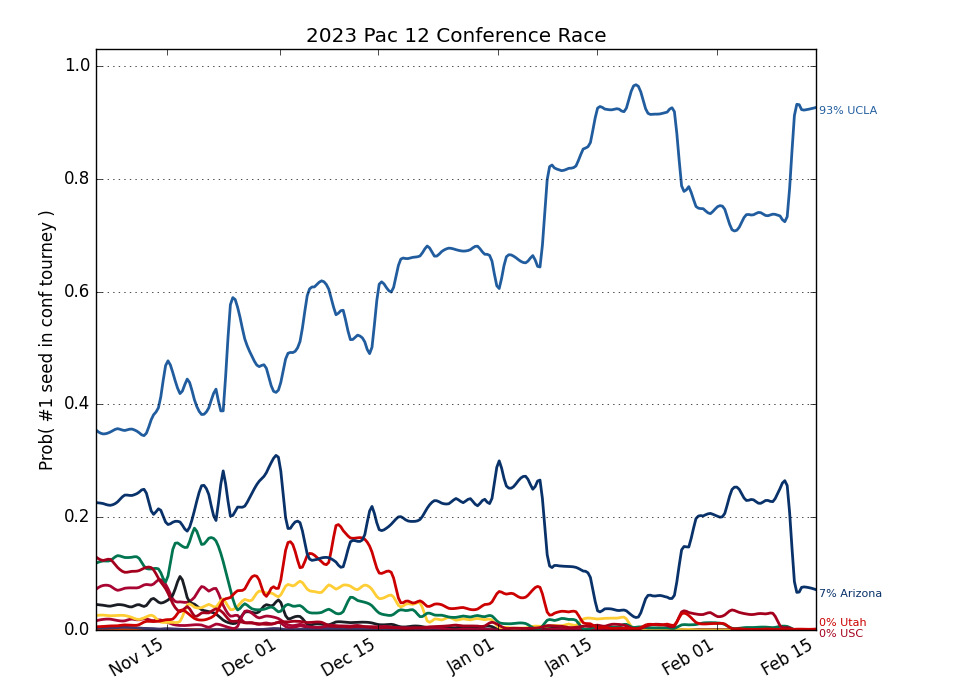 2023 Pac 12 Conference Race
Prob( #1 seed in conf tourney )
1.0
0.8
0.6
0.4
0.2
0.0
93% UCLA
7% Arizona
0% Utah
0% USC
Nov 15
Dec 01
Dec 15
Jan 01
Jan 15
Feb 01
Feb 15